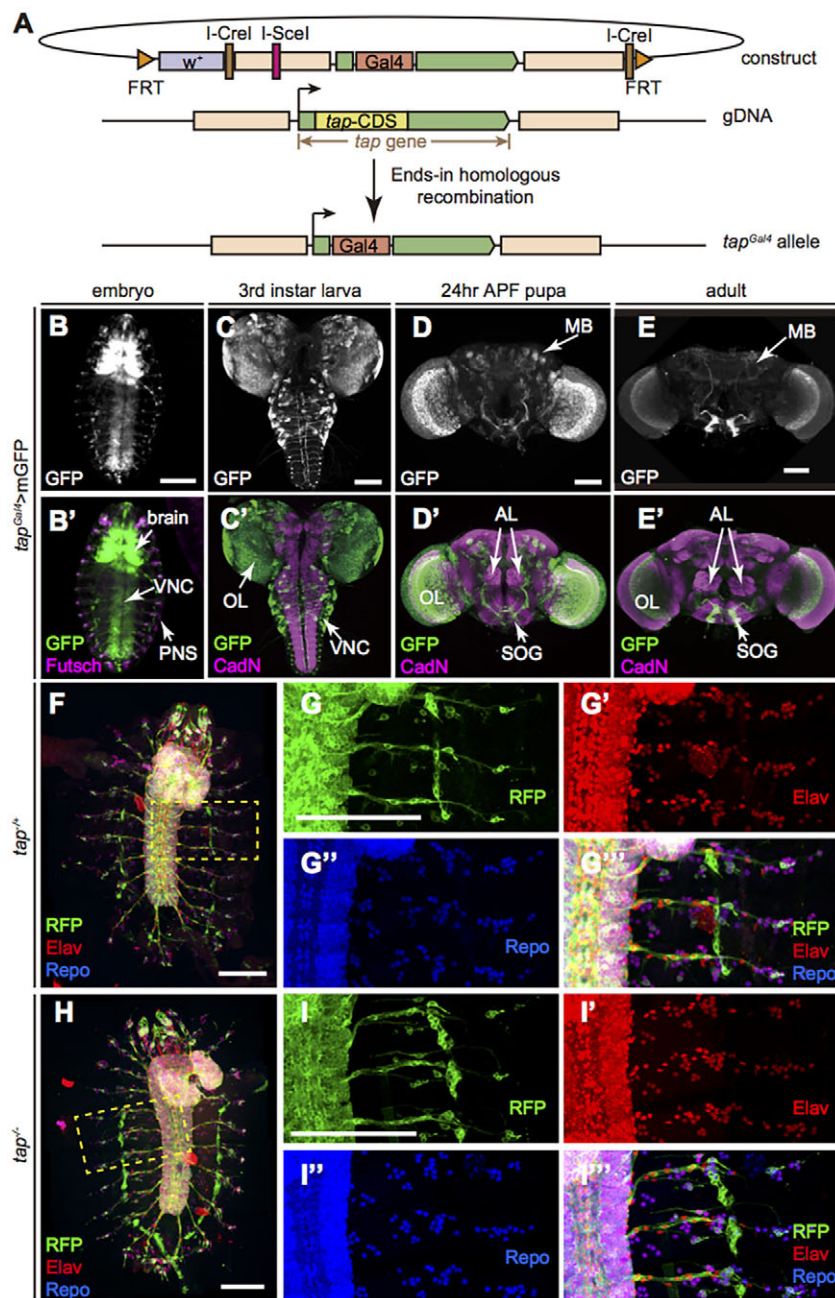 A
I-CreI
I-SceI
I-CreI
w+
Gal4
construct
FRT
FRT
tap-CDS
gDNA
tap gene
Ends-in homologous
recombination
Gal4
tapGal4 allele
embryo
3rd instar larva
24hr APF pupa
adult
tapGal4>mGFP
B
GFP
C
GFP
D
MB
GFP
E
MB
GFP
B'
brain
VNC
PNS
GFP
Futsch
C'
OL
VNC
GFP
CadN
D'
AL
OL
SOG
GFP
CadN
E'
AL
OL
SOG
GFP
CadN
tap-/+
F
RFP
Elav
Repo
G
RFP
G'
Elav
G''
Repo
G'''
RFP
Elav
Repo
tap-/-
H
RFP
Elav
Repo
I
RFP
I'
Elav
I''
Repo
I'''
RFP
Elav
Repo